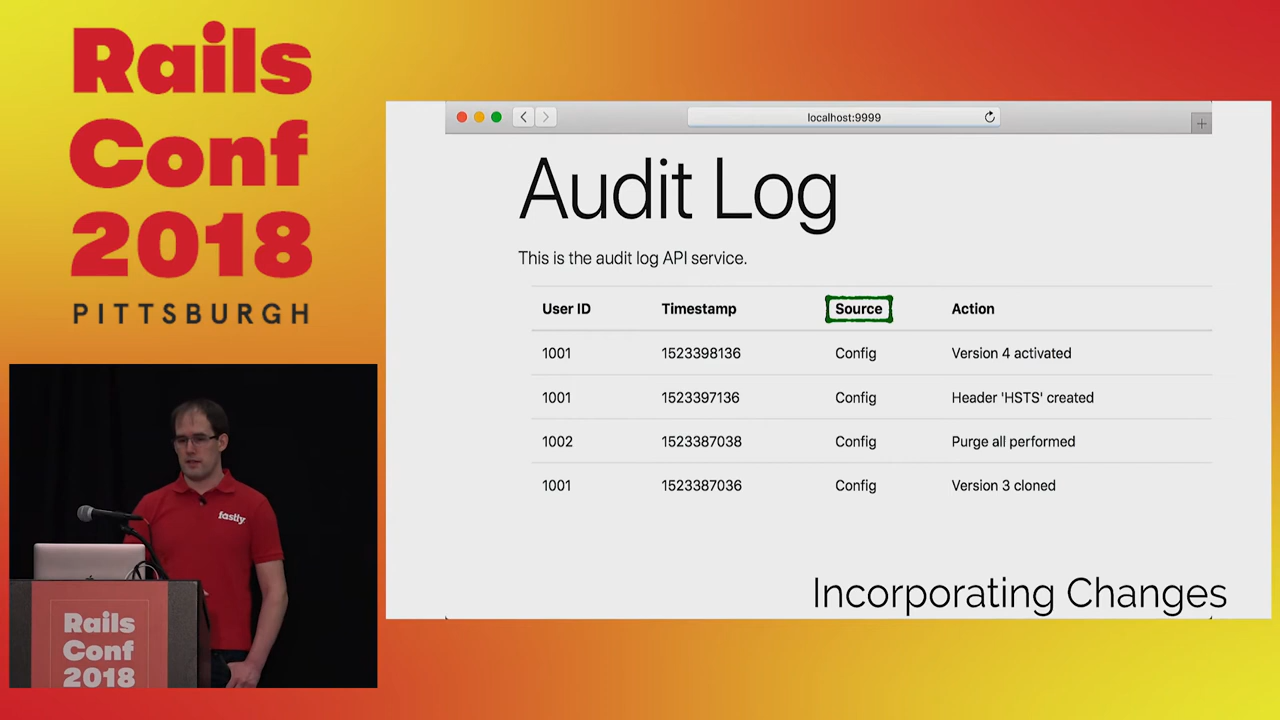 Rails
Conf
2018
PITTSBURGH
localhost:9999
Audit Log
This is the audit log API service.
User ID Timestamp Source Action
1001 1523398136 Config Version 4 activated
1001 1523397136 Config Header 'HSTS' created
1002 1523387038 Config Purge all performed
1001 1523387036 Config Version 3 cloned
Incorporating Changes
fastly
Rails
Conf
2018